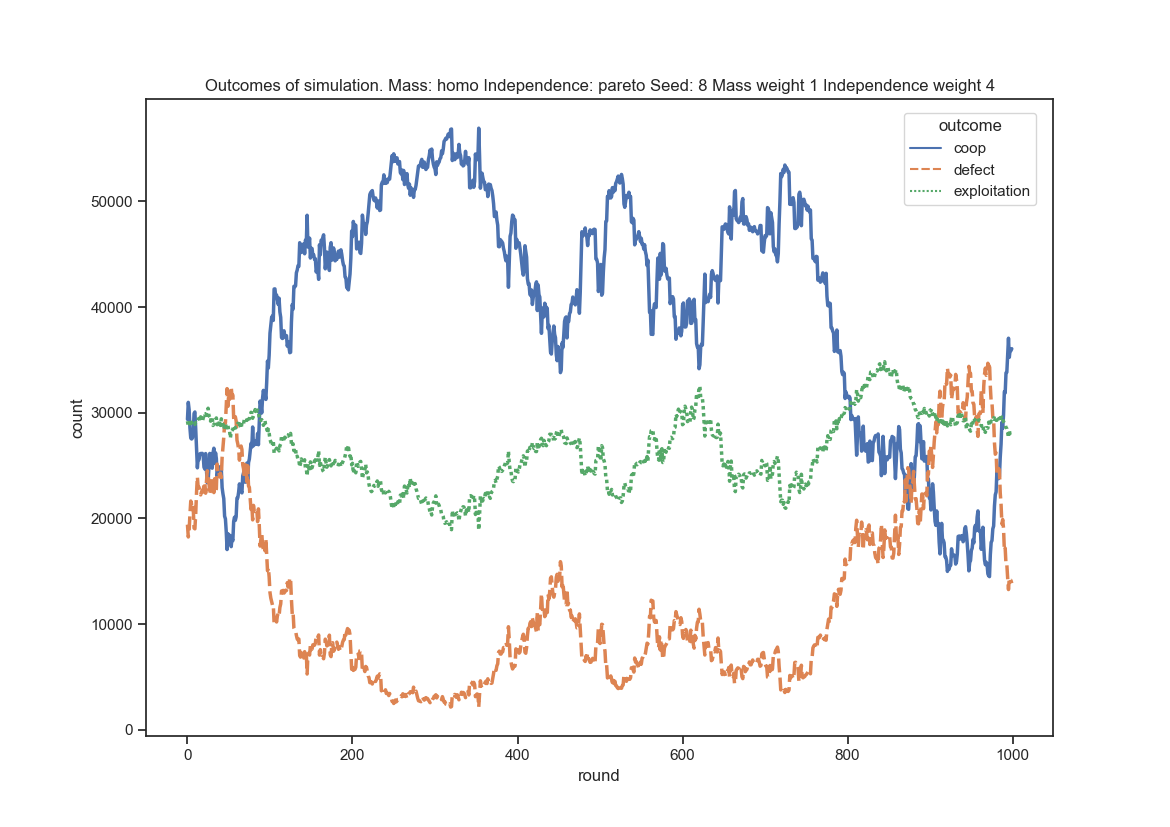 Outcomes of simulation. Mass: homo Independence: pareto Seed: 8 Mass weight 1 Independence weight 4
outcome
coop
defect
exploitation
50000
40000
30000
20000
10000
0
count
0 200 400 600 800 1000
round